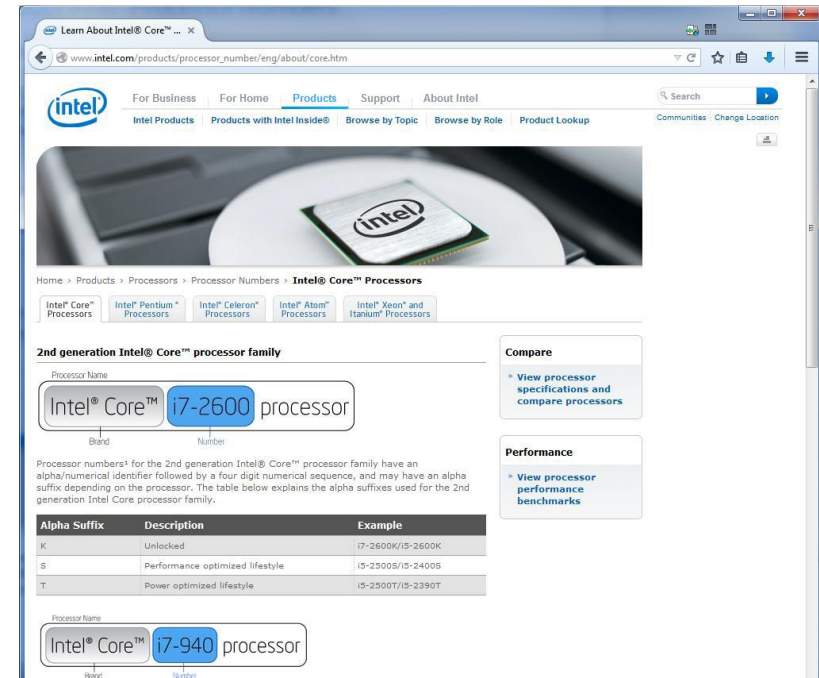 Learn About Intel® Core™ ... ×
www.intel.com/products/processor_number/eng/about/core.htm
intel
For Business For Home Products Support About Intel
Search
Intel Products Products with Intel Inside® Browse by Topic Browse by Role Product Lookup
Communities Change Location
intel
Home › Products › Processors › Processor Numbers › Intel® Core™ Processors
Intel® Core™ Processors
Intel® Pentium® Processors
Intel® Celeron® Processors
Intel® Atom™ Processors
Intel® Xeon® and Itanium® Processors
2nd generation Intel® Core™ processor family
Processor Name
Intel® Core™ i7-2600 processor
Brand Number
Processor numbers¹ for the 2nd generation Intel® Core™ processor family have an
alpha/numerical identifier followed by a four digit numerical sequence, and may have an alpha
suffix depending on the processor. The table below explains the alpha suffixes used for the 2nd
generation Intel Core processor family.
Alpha Suffix Description Example
K Unlocked i7-2600K/i5-2600K
S Performance optimized lifestyle i5-2500S/i5-2400S
T Power optimized lifestyle i5-2500T/i5-2390T
Processor Name
Intel® Core™ i7-940 processor
Brand Number
Compare
View processor
specifications and
compare processors
Performance
View processor
performance
benchmarks